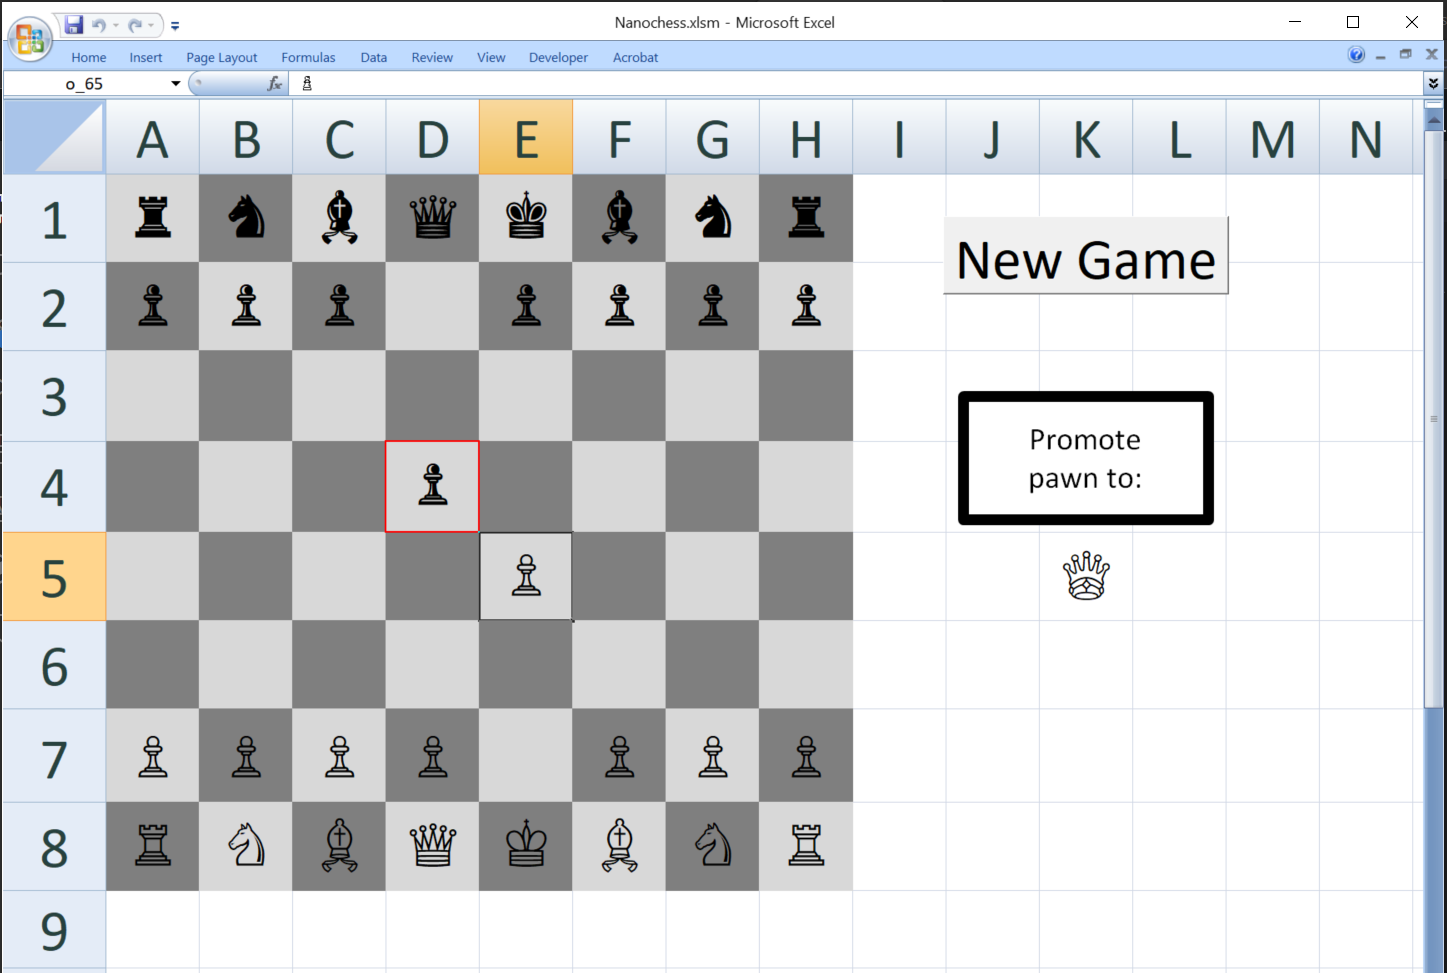 Nanochess.xlsm - Microsoft Excel
Home Insert Page Layout Formulas Data Review View Developer Acrobat
o_65 fx ♙
A B C D E F G H I J K L M N
1 ♜ ♞ ♝ ♛ ♚ ♝ ♞ ♜
New Game
2 ♟ ♟ ♟ ♟ ♟ ♟ ♟
3
Promote
pawn to:
4 ♟
5 ♙ ♕
6
7 ♙ ♙ ♙ ♙ ♙ ♙ ♙
8 ♖ ♘ ♗ ♕ ♔ ♗ ♘ ♖
9